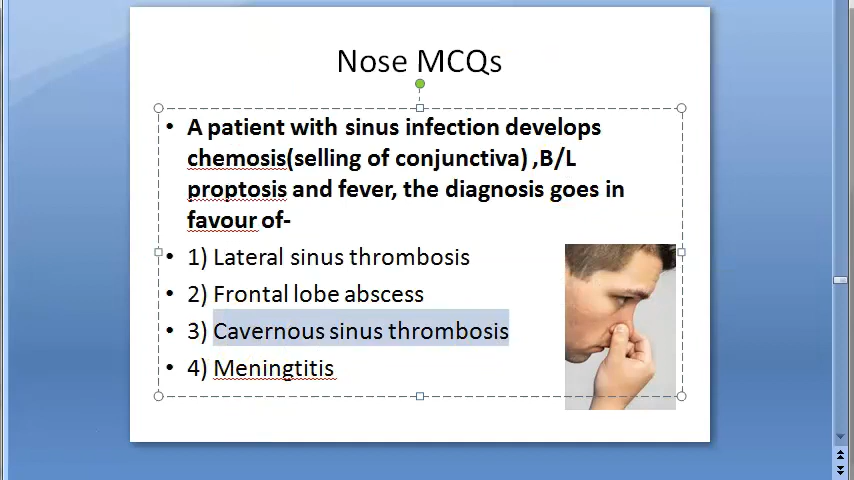 Nose MCQs
• A patient with sinus infection develops
chemosis(selling of conjunctiva) ,B/L
proptosis and fever, the diagnosis goes in
favour of-
• 1) Lateral sinus thrombosis
• 2) Frontal lobe abscess
• 3) Cavernous sinus thrombosis
• 4) Meningtitis